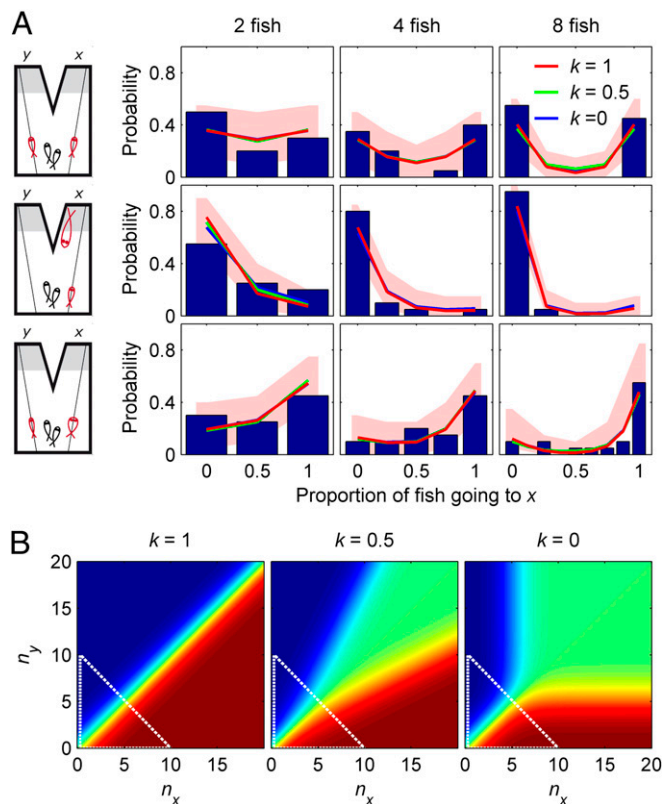 A
2 fish
4 fish
8 fish
y
x
Probability
0.8
0.4
0
k = 1
k = 0.5
k =0
y
x
Probability
0.8
0.4
0
y
x
Probability
0.8
0.4
0
0
0.5
1
0
0.5
1
0
0.5
1
Proportion of fish going to x
B
k = 1
k = 0.5
k = 0
n_y
20
15
10
5
0
0
5
10
15
0
5
10
15
0
5
10
15
20
n_x
n_x
n_x